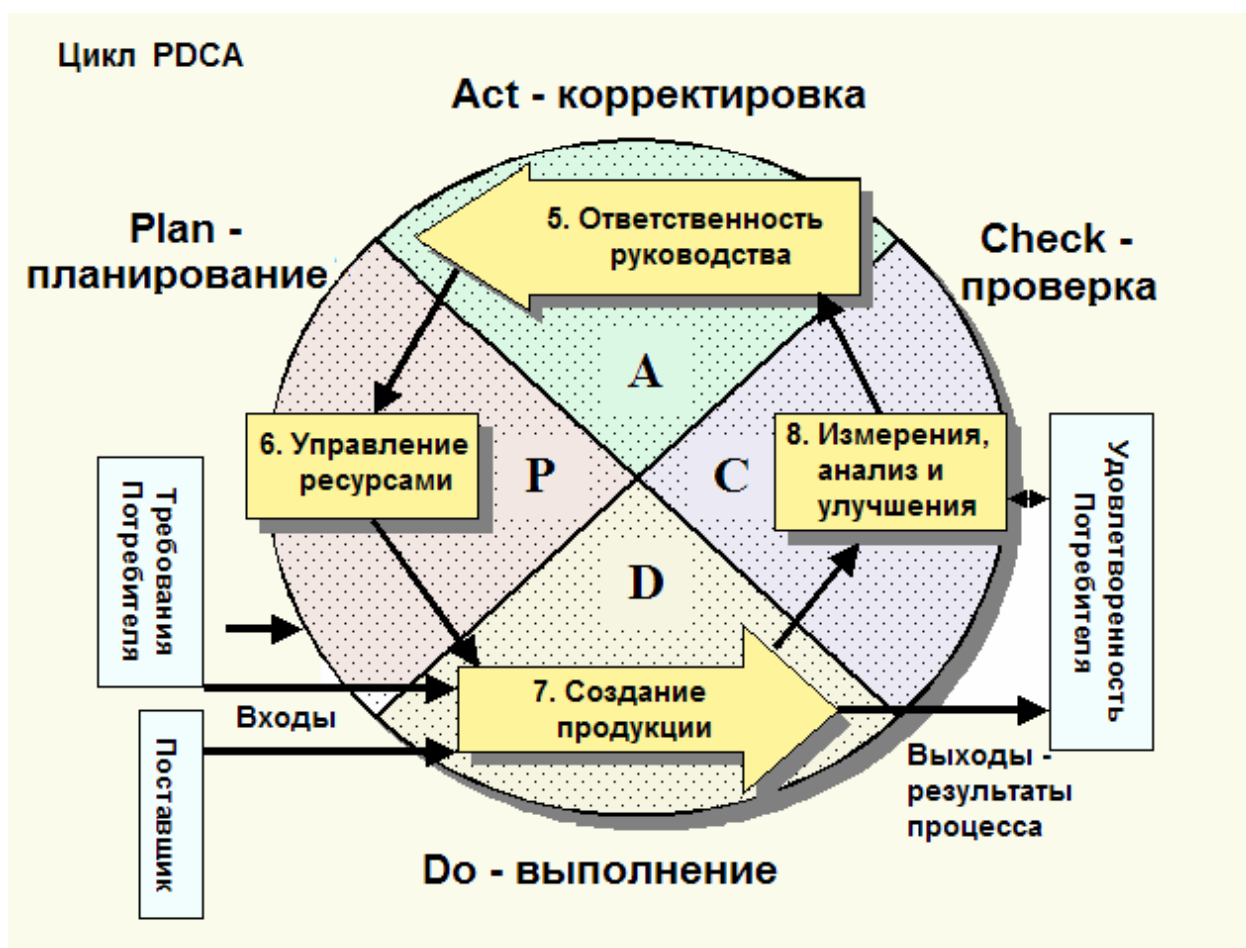 Цикл PDCA
Act - корректировка
Plan -
планирование
Check -
проверка
5. Ответственность
руководства
A
6. Управление
ресурсами
P
C
8. Измерения,
анализ и
улучшения
D
7. Создание
продукции
Требования
Потребителя
Поставшик
Входы
Удовлетворенность
Потребителя
Выходы -
результаты
процесса
Do - выполнение